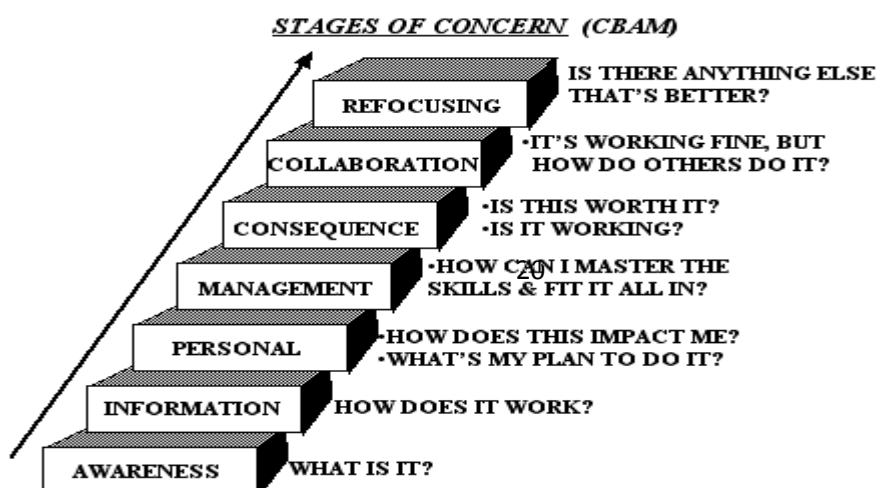 STAGES OF CONCERN (CBAM)
REFOCUSING
IS THERE ANYTHING ELSE
THAT'S BETTER?
COLLABORATION
•IT'S WORKING FINE, BUT
HOW DO OTHERS DO IT?
CONSEQUENCE
•IS THIS WORTH IT?
•IS IT WORKING?
MANAGEMENT
•HOW CAN I MASTER THE
SKILLS & FIT IT ALL IN?
20
PERSONAL
•HOW DOES THIS IMPACT ME?
•WHAT'S MY PLAN TO DO IT?
INFORMATION
HOW DOES IT WORK?
AWARENESS
WHAT IS IT?